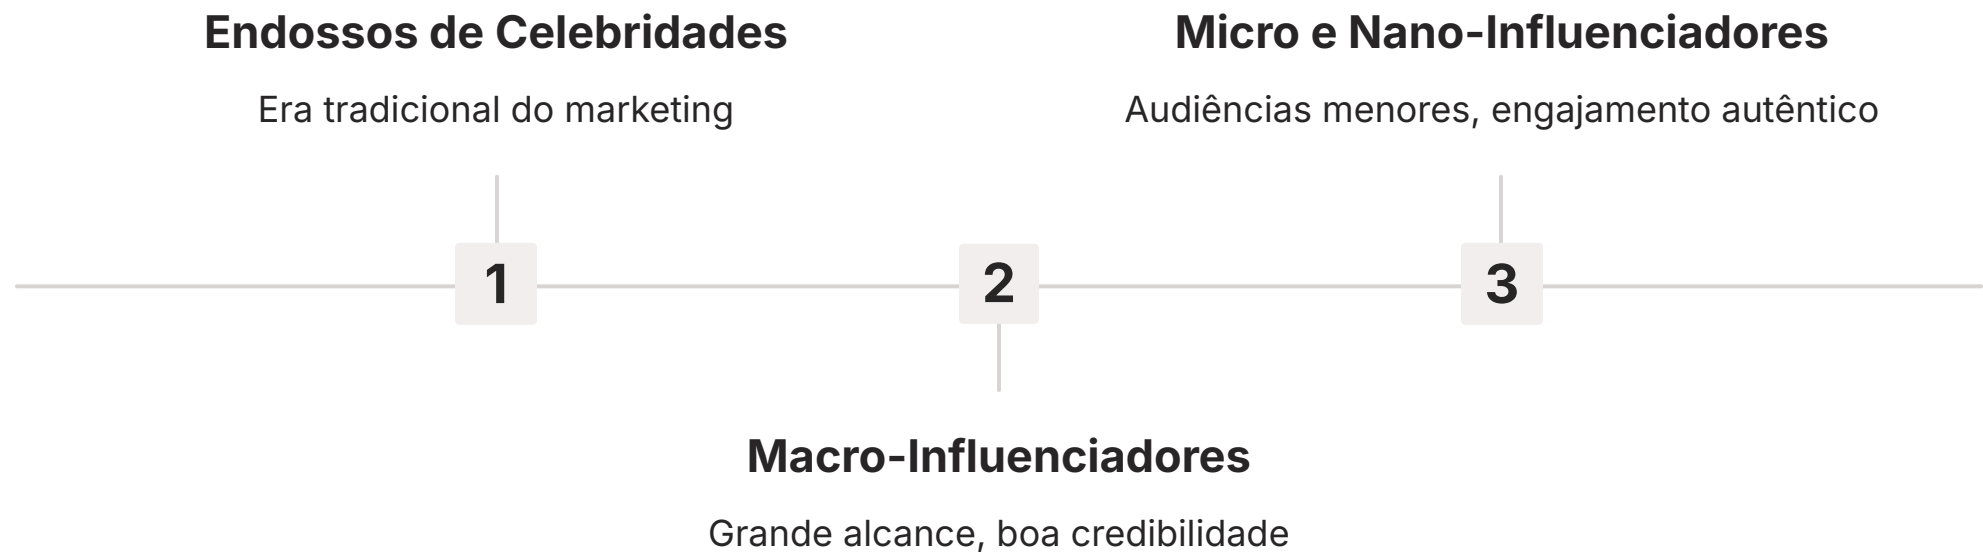 Endossos de Celebridades
Era tradicional do marketing
Micro e Nano-Influenciadores
Audiências menores, engajamento autêntico
1
2
3
Macro-Influenciadores
Grande alcance, boa credibilidade